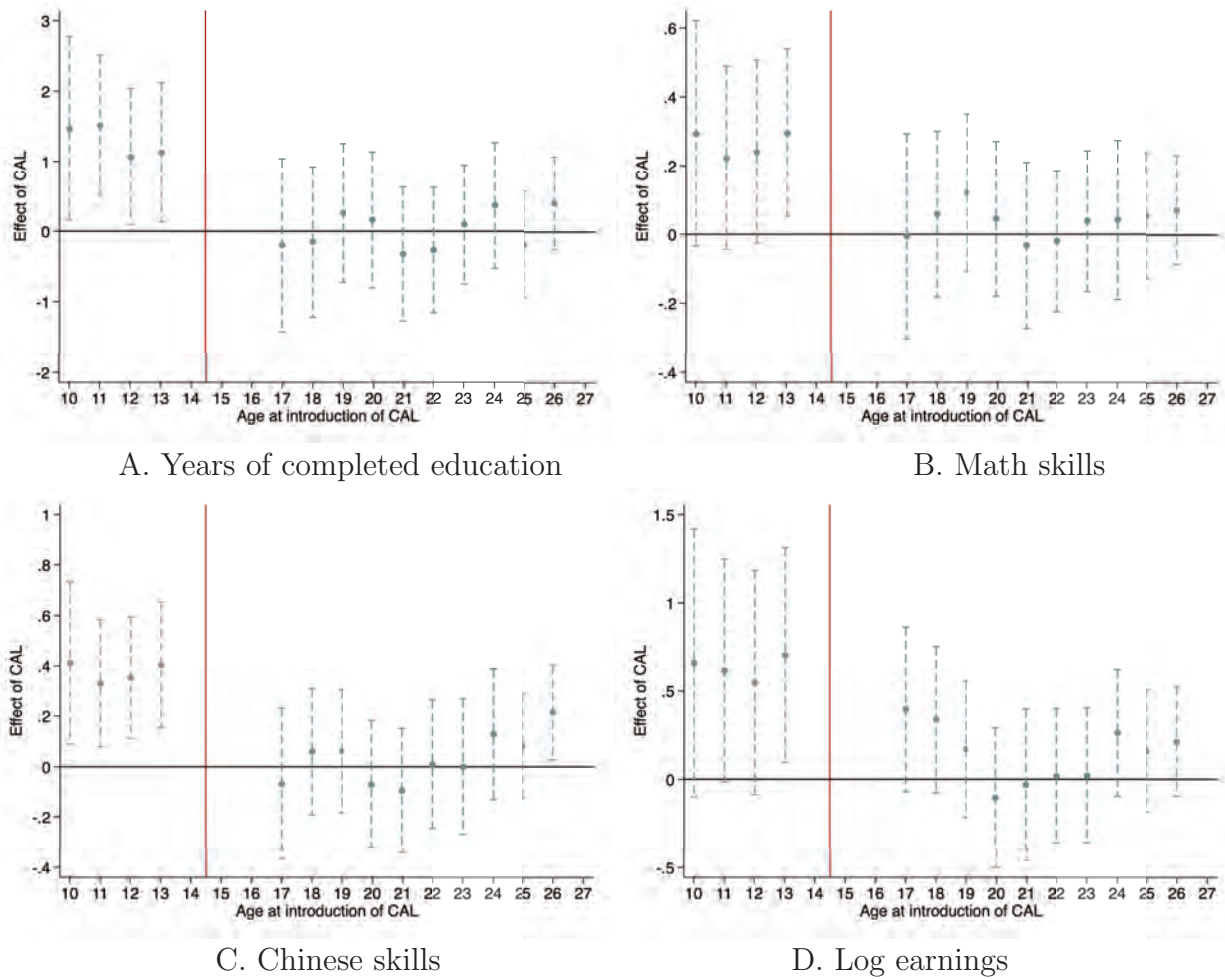 3
2
1
0
-1
-2
Effect of CAL
10 11 12 13 14 15 16 17 18 19 20 21 22 23 24 25 26 27
Age at introduction of CAL
A. Years of completed education
.6
.4
.2
0
-.2
-.4
Effect of CAL
10 11 12 13 14 15 16 17 18 19 20 21 22 23 24 25 26 27
Age at introduction of CAL
B. Math skills
1
.8
.6
.4
.2
0
-.2
-.4
Effect of CAL
10 11 12 13 14 15 16 17 18 19 20 21 22 23 24 25 26 27
Age at introduction of CAL
C. Chinese skills
1.5
1
.5
0
-.5
Effect of CAL
10 11 12 13 14 15 16 17 18 19 20 21 22 23 24 25 26 27
Age at introduction of CAL
D. Log earnings